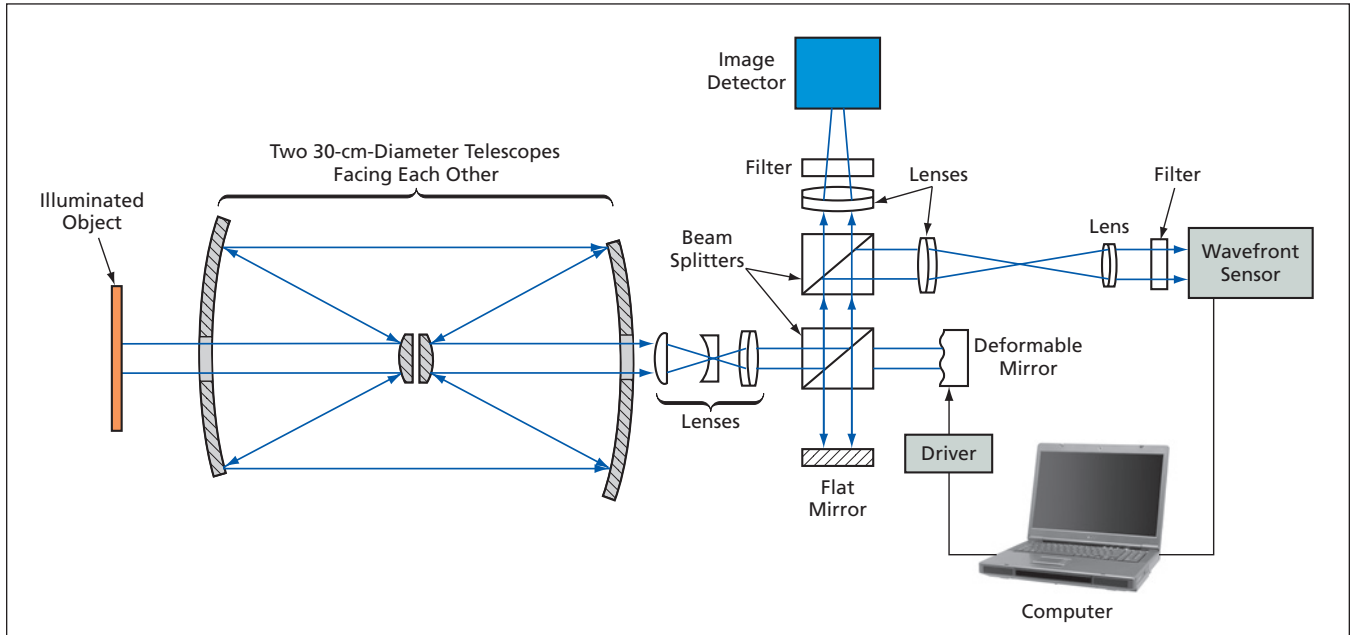 Image
Detector
Two 30-cm-Diameter Telescopes
Facing Each Other
Filter
Illuminated
Object
Lenses
Filter
Beam
Splitters
Lens
Wavefront
Sensor
Deformable
Mirror
Lenses
Driver
Flat
Mirror
Computer